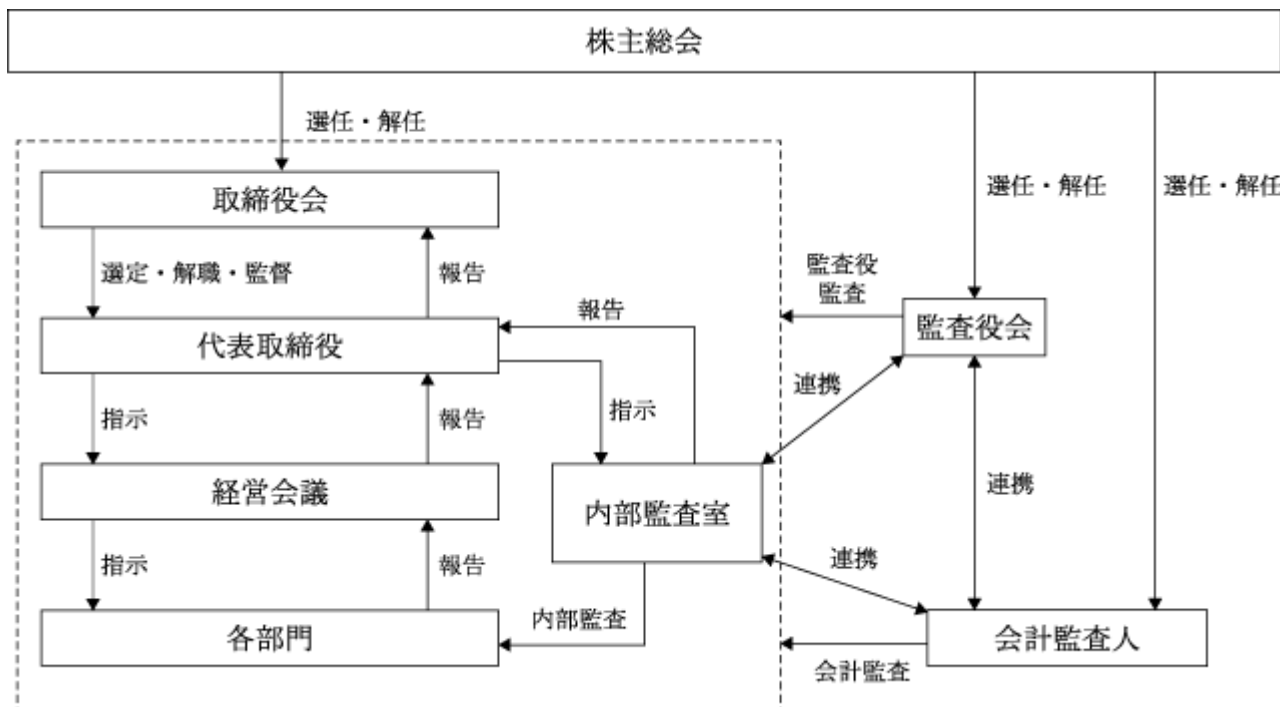 株主総会
選任・解任
選任・解任
選任・解任
取締役会
選定・解職・監督
報告
監査役
監査
監査役会
報告
代表取締役
連携
指示
報告
指示
経営会議
内部監査室
連携
指示
報告
連携
内部監査
各部門
会計監査人
会計監査